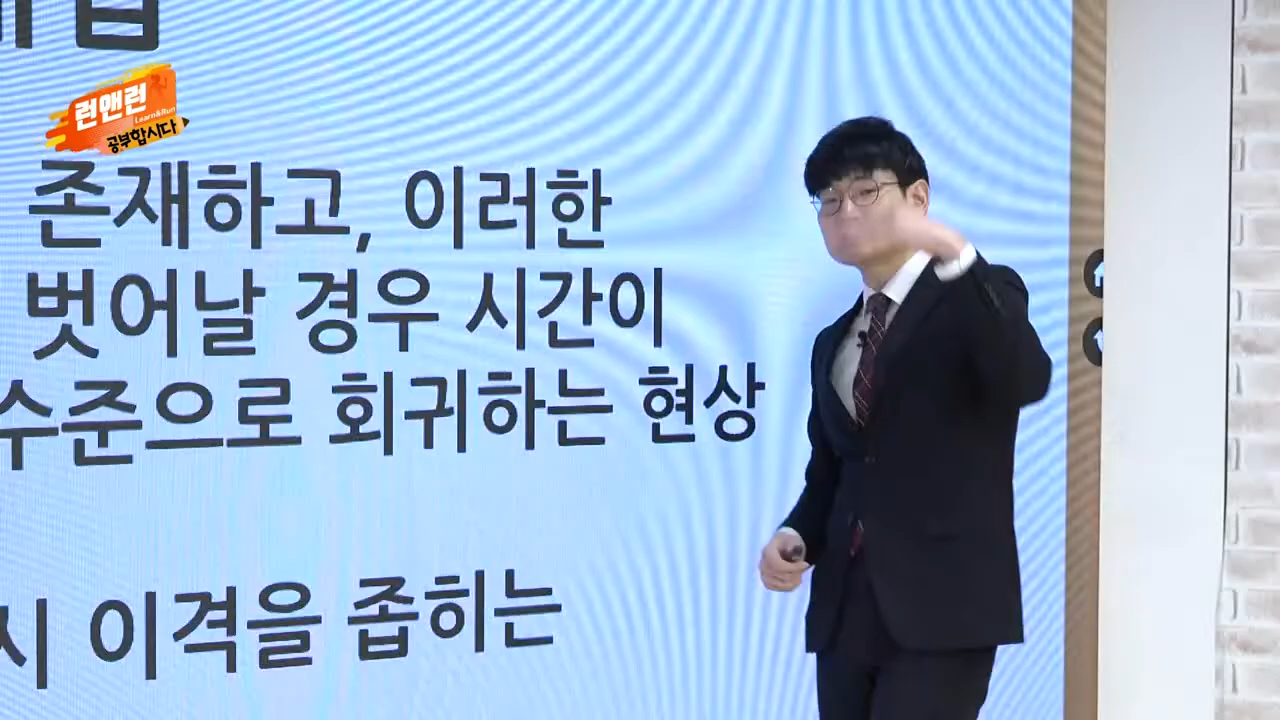 런앤런
Learn&Run
공부합시다
존재하고, 이러한
벗어날 경우 시간이
수준으로 회귀하는 현상
시 이격을 좁히는